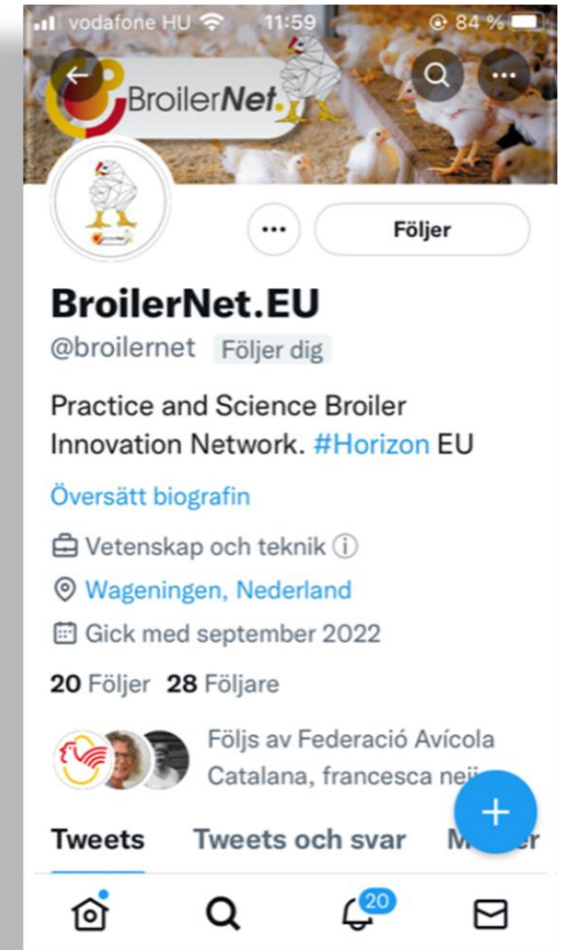 vodafone HU 11:59 84 %
BroilerNet
Följer
BroilerNet.EU
@broilernet Följer dig
Practice and Science Broiler
Innovation Network. #Horizon EU
Översätt biografin
Vetenskap och teknik
Wageningen, Nederland
Gick med september 2022
20 Följer 28 Följare
Följs av Federació Avícola
Catalana, francesca
Tweets Tweets och svar
20